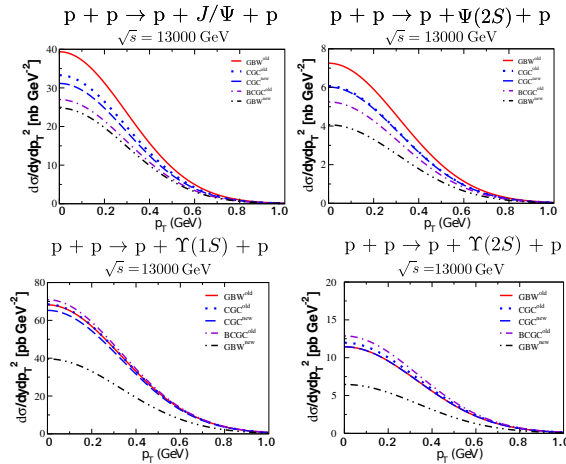 p + p → p + J/Ψ + p
√s = 13000 GeV
dσ/dydp_T^2 [nb GeV^-2]
40
30
20
10
0
0 0.2 0.4 0.6 0.8 1.0
p_T (GeV)
GBW^old
CGC^old
CGC^new
BCGC^old
GBW^new
p + p → p + Ψ(2S) + p
√s = 13000 GeV
dσ/dydp_T^2 [nb GeV^-2]
8
6
4
2
0
0 0.2 0.4 0.6 0.8 1.0
p_T (GeV)
GBW^old
CGC^old
CGC^new
BCGC^old
GBW^new
p + p → p + Υ(1S) + p
√s = 13000 GeV
dσ/dydp_T^2 [pb GeV^-2]
80
60
40
20
0
0 0.2 0.4 0.6 0.8 1.0
p_T (GeV)
GBW^old
CGC^old
CGC^new
BCGC^old
GBW^new
p + p → p + Υ(2S) + p
√s = 13000 GeV
dσ/dydp_T^2 [pb GeV^-2]
20
15
10
5
0
0 0.2 0.4 0.6 0.8 1.0
p_T (GeV)
GBW^old
CGC^old
CGC^new
BCGC^old
GBW^new